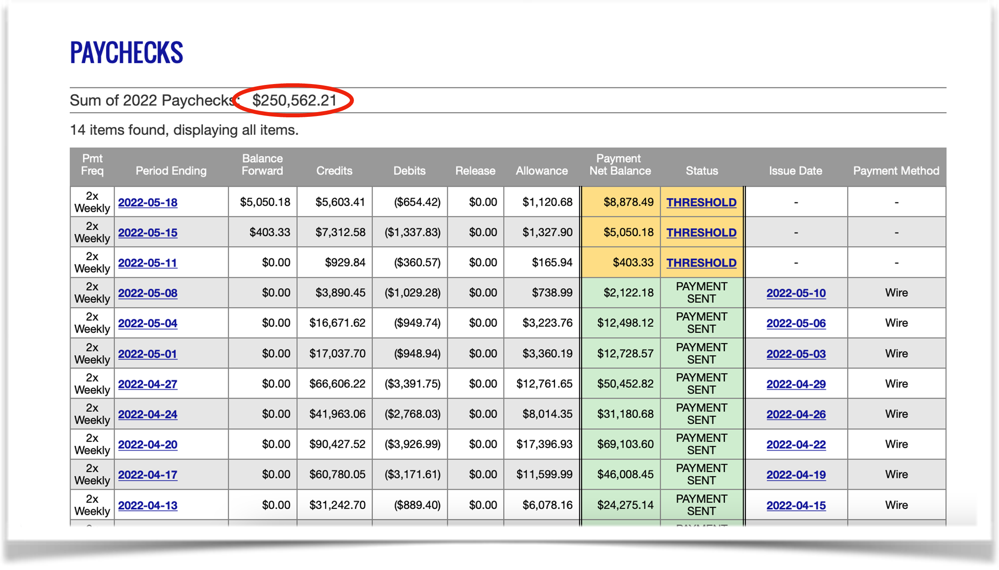 PAYCHECKS
Sum of 2022 Paychecks: $250,562.21
14 items found, displaying all items.
Pmt Freq Period Ending Balance Forward Credits Debits Release Allowance Payment Net Balance Status Issue Date Payment Method
2x Weekly 2022-05-18 $5,050.18 $5,603.41 ($654.42) $0.00 $1,120.68 $8,878.49 THRESHOLD - -
2x Weekly 2022-05-15 $403.33 $7,312.58 ($1,337.83) $0.00 $1,327.90 $5,050.18 THRESHOLD - -
2x Weekly 2022-05-11 $0.00 $929.84 ($360.57) $0.00 $165.94 $403.33 THRESHOLD - -
2x Weekly 2022-05-08 $0.00 $3,890.45 ($1,029.28) $0.00 $738.99 $2,122.18 PAYMENT SENT 2022-05-10 Wire
2x Weekly 2022-05-04 $0.00 $16,671.62 ($949.74) $0.00 $3,223.76 $12,498.12 PAYMENT SENT 2022-05-06 Wire
2x Weekly 2022-05-01 $0.00 $17,037.70 ($948.94) $0.00 $3,360.19 $12,728.57 PAYMENT SENT 2022-05-03 Wire
2x Weekly 2022-04-27 $0.00 $66,606.22 ($3,391.75) $0.00 $12,761.65 $50,452.82 PAYMENT SENT 2022-04-29 Wire
2x Weekly 2022-04-24 $0.00 $41,963.06 ($2,768.03) $0.00 $8,014.35 $31,180.68 PAYMENT SENT 2022-04-26 Wire
2x Weekly 2022-04-20 $0.00 $90,427.52 ($3,926.99) $0.00 $17,396.93 $69,103.60 PAYMENT SENT 2022-04-22 Wire
2x Weekly 2022-04-17 $0.00 $60,780.05 ($3,171.61) $0.00 $11,599.99 $46,008.45 PAYMENT SENT 2022-04-19 Wire
2x Weekly 2022-04-13 $0.00 $31,242.70 ($889.40) $0.00 $6,078.16 $24,275.14 PAYMENT SENT 2022-04-15 Wire